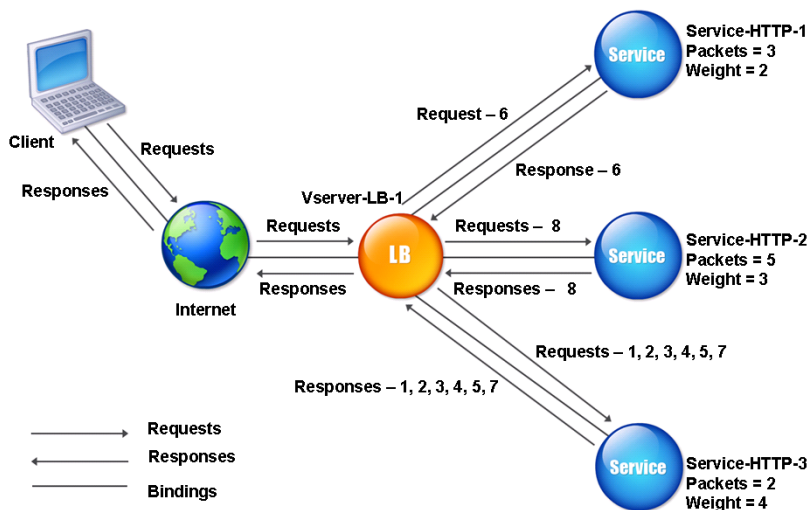 Service
Service-HTTP-1
Packets = 3
Weight = 2
Client
Requests
Responses
Request – 6
Response – 6
Vserver-LB-1
Requests
LB
Responses
Internet
Requests – 8
Responses – 8
Service
Service-HTTP-2
Packets = 5
Weight = 3
Requests – 1, 2, 3, 4, 5, 7
Responses – 1, 2, 3, 4, 5, 7
Service
Service-HTTP-3
Packets = 2
Weight = 4
Requests
Responses
Bindings